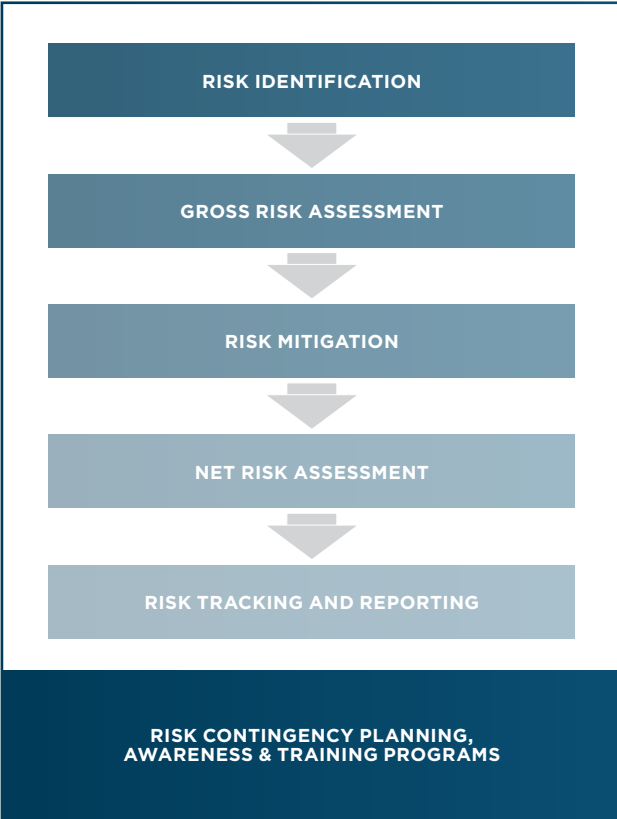 RISK IDENTIFICATION
GROSS RISK ASSESSMENT
RISK MITIGATION
NET RISK ASSESSMENT
RISK TRACKING AND REPORTING
RISK CONTINGENCY PLANNING,
AWARENESS & TRAINING PROGRAMS